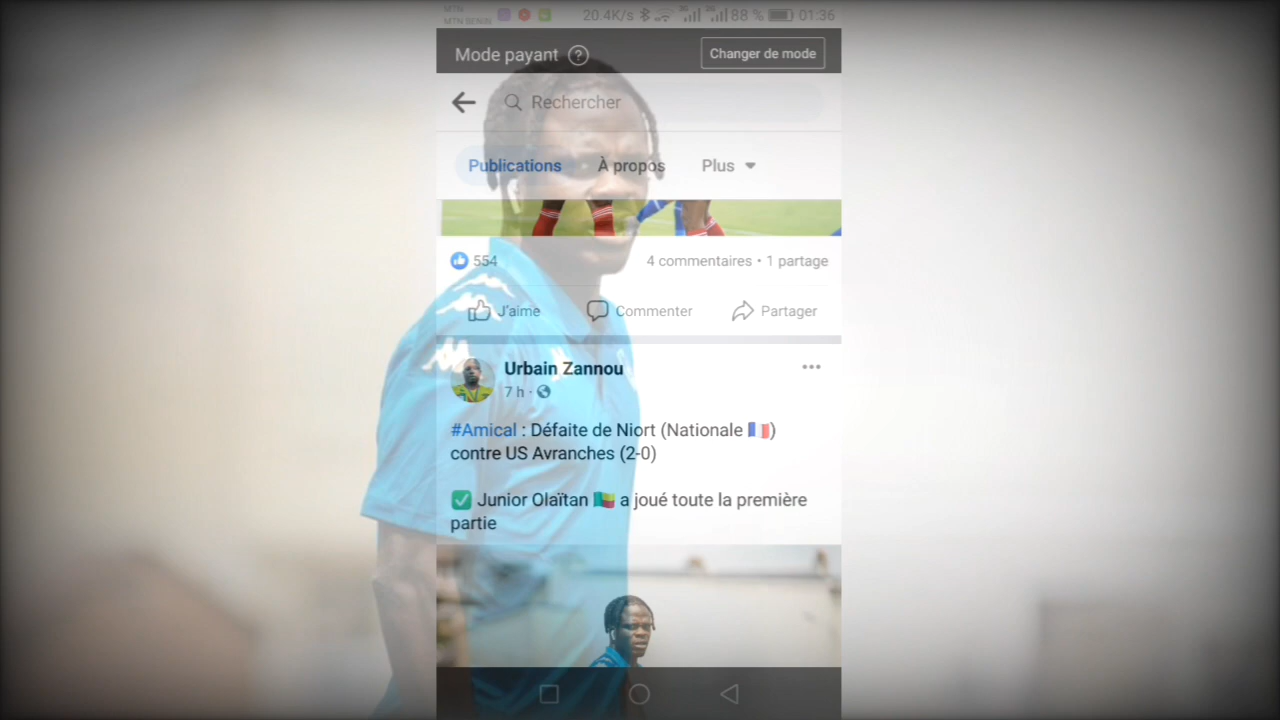 MTN
MTN BENIN
20.4K/s
88 %
01:36
Mode payant ?
Changer de mode
Rechercher
Publications
À propos
Plus
554
4 commentaires • 1 partage
J'aime
Commenter
Partager
Urbain Zannou
7 h ·
#Amical : Défaite de Niort (Nationale 🇫🇷)
contre US Avranches (2-0)
✅ Junior Olaïtan 🇧🇯 a joué toute la première
partie